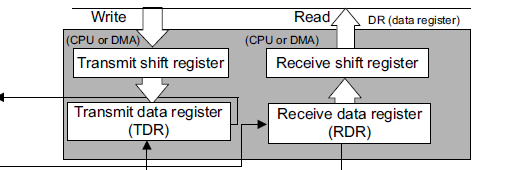 Write
Read
DR (data register)
(CPU or DMA)
(CPU or DMA)
Transmit shift register
Receive shift register
Transmit data register
(TDR)
Receive data register
(RDR)